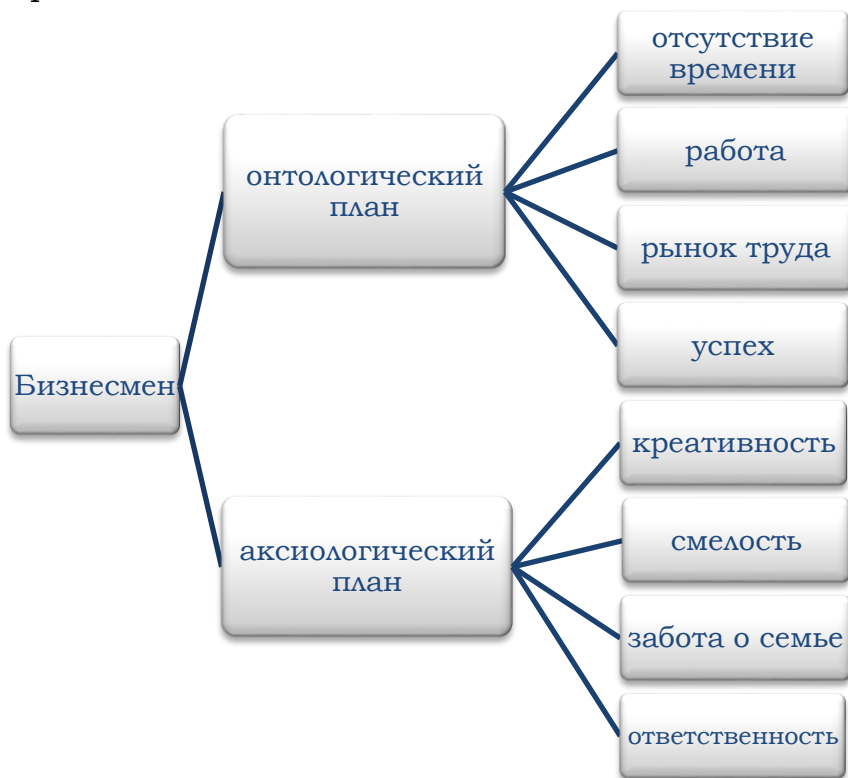 Бизнесмен
онтологический
план
отсутствие
времени
работа
рынок труда
успех
аксиологический
план
креативность
смелость
забота о семье
ответственность